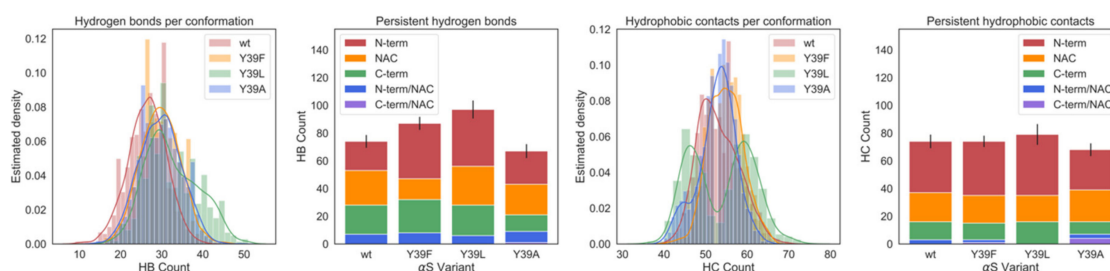 Hydrogen bonds per conformation
0.12
0.10
0.08
0.06
0.04
0.02
0.00
Estimated density
wt
Y39F
Y39L
Y39A
10 20 30 40 50
HB Count
Persistent hydrogen bonds
140
120
100
80
60
40
20
0
HB Count
N-term
NAC
C-term
N-term/NAC
C-term/NAC
wt Y39F Y39L Y39A
αS Variant
Hydrophobic contacts per conformation
0.12
0.10
0.08
0.06
0.04
0.02
0.00
Estimated density
wt
Y39F
Y39L
Y39A
30 40 50 60 70 80
HC Count
Persistent hydrophobic contacts
140
120
100
80
60
40
20
0
HC Count
N-term
NAC
C-term
N-term/NAC
C-term/NAC
wt Y39F Y39L Y39A
αS Variant